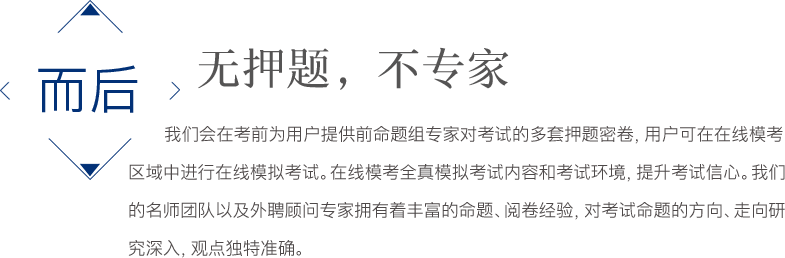 而后
无押题，不专家
我们会在考前为用户提供前命题组专家对考试的多套押题密卷，用户可在在线模考
区域中进行在线模拟考试。在线模考全真模拟考试内容和考试环境，提升考试信心。我们
的名师团队以及外聘顾问专家拥有着丰富的命题、阅卷经验，对考试命题的方向、走向研
究深入，观点独特准确。